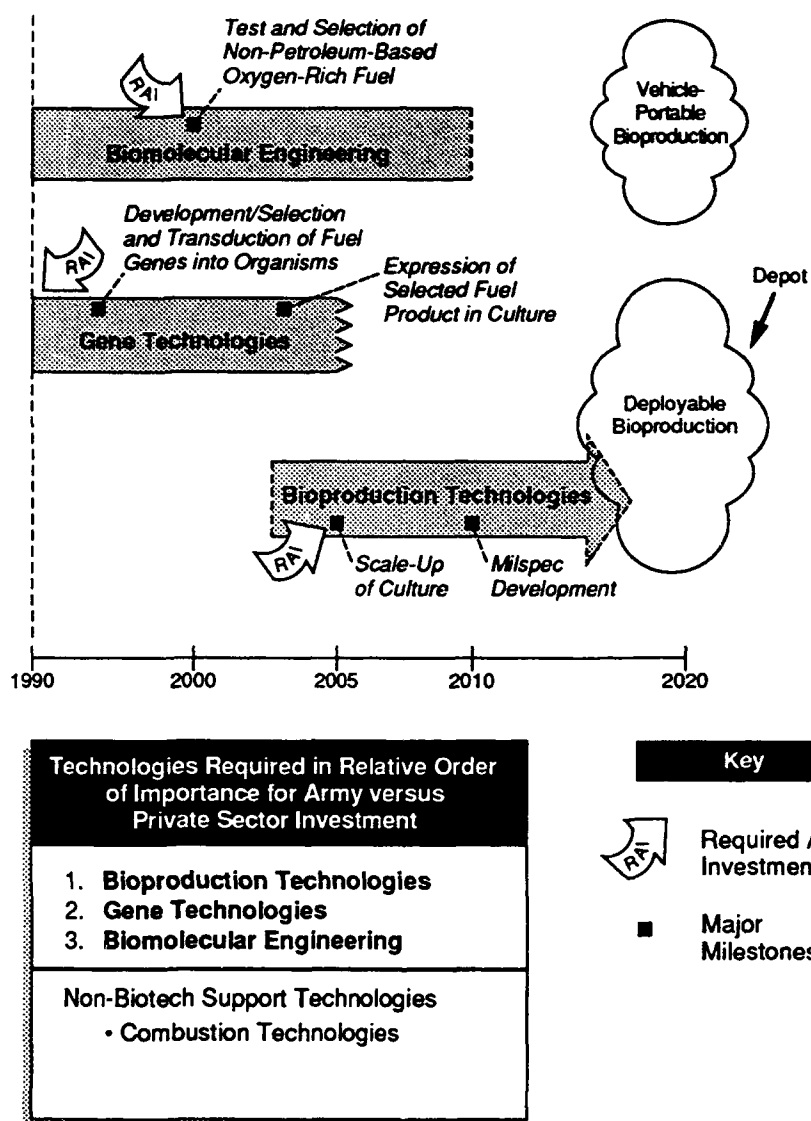 Test and Selection of
Non-Petroleum-Based
Oxygen-Rich Fuel
RAI
Biomolecular Engineering
Vehicle-
Portable
Bioproduction
Development/Selection
and Transduction of Fuel
Genes into Organisms
RAI
Expression of
Selected Fuel
Product in Culture
Gene Technologies
Depot
Deployable
Bioproduction
Bioproduction Technologies
RAI
Scale-Up
of Culture
Milspec
Development
1990 2000 2005 2010 2020
Technologies Required in Relative Order
of Importance for Army versus
Private Sector Investment
1. Bioproduction Technologies
2. Gene Technologies
3. Biomolecular Engineering
Non-Biotech Support Technologies
• Combustion Technologies
Key
RAI
Required A
Investmen
Major
Milestones